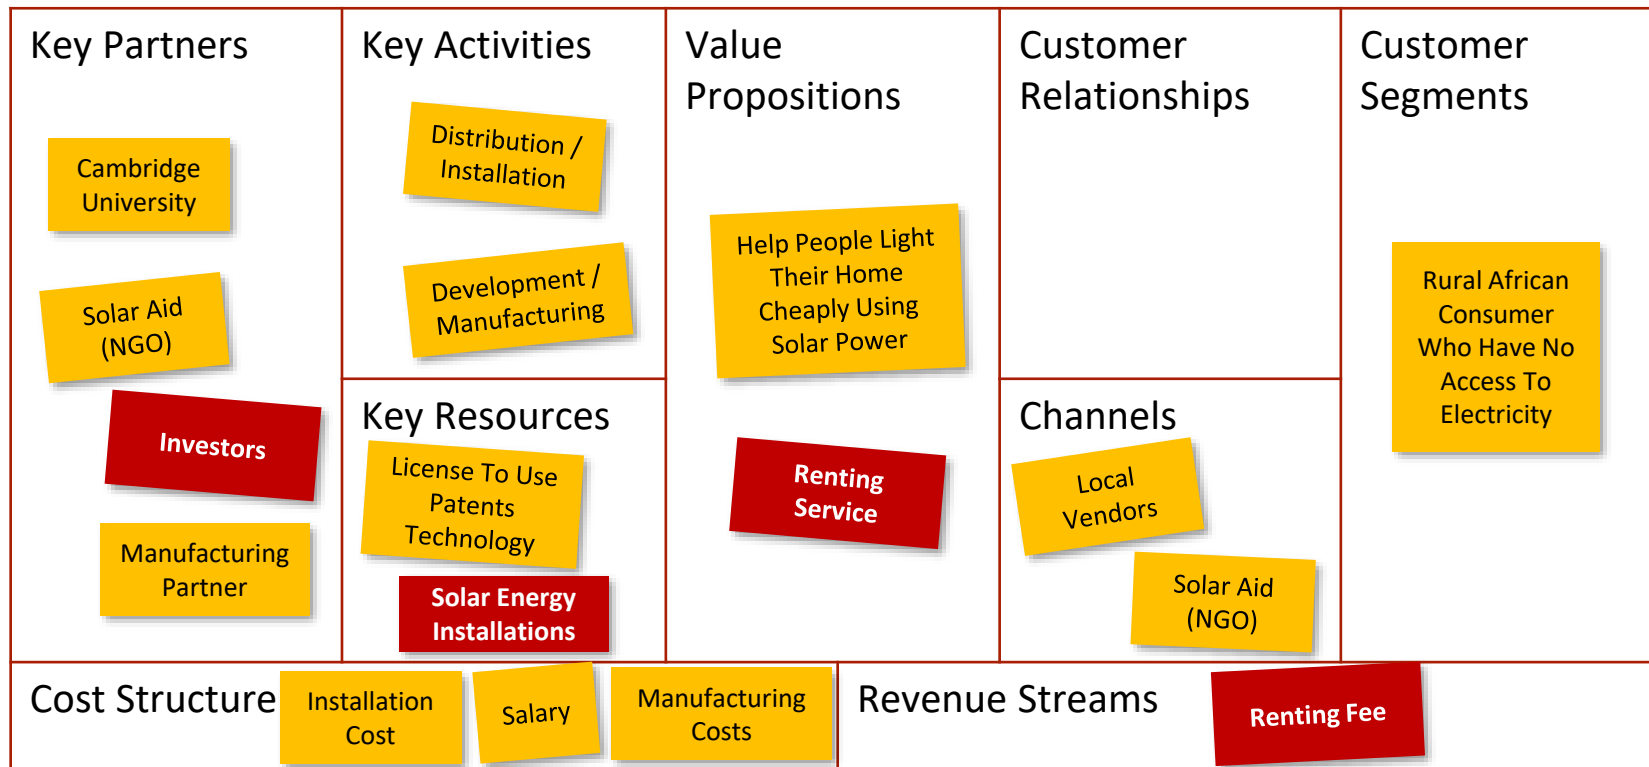 Key Partners
Cambridge
University
Solar Aid
(NGO)
Investors
Manufacturing
Partner
Key Activities
Distribution /
Installation
Development /
Manufacturing
Key Resources
License To Use
Patents
Technology
Solar Energy
Installations
Value
Propositions
Help People Light
Their Home
Cheaply Using
Solar Power
Renting
Service
Customer
Relationships
Channels
Local
Vendors
Solar Aid
(NGO)
Customer
Segments
Rural African
Consumer
Who Have No
Access To
Electricity
Cost Structure
Installation
Cost
Salary
Manufacturing
Costs
Revenue Streams
Renting Fee